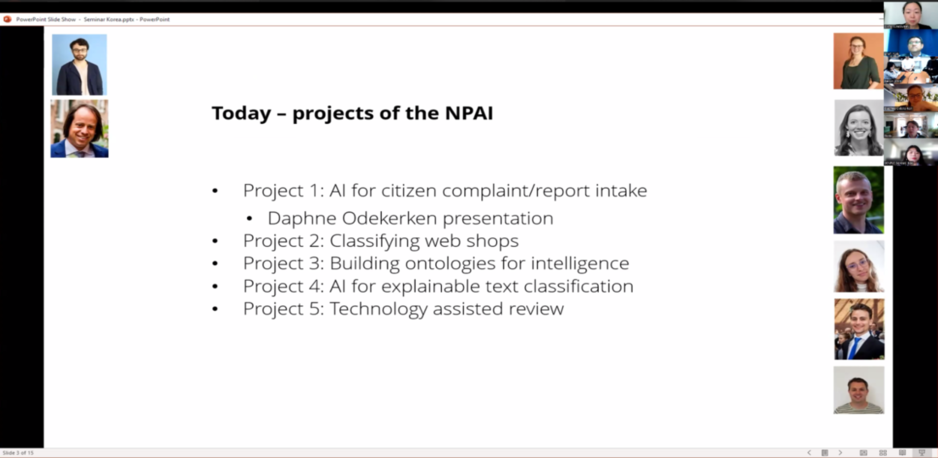 PowerPoint Slide Show - Seminar Korea.pptx - PowerPoint
Today – projects of the NPAI
• Project 1: AI for citizen complaint/report intake
• Daphne Odekerken presentation
• Project 2: Classifying web shops
• Project 3: Building ontologies for intelligence
• Project 4: AI for explainable text classification
• Project 5: Technology assisted review
Slide 3 of 15